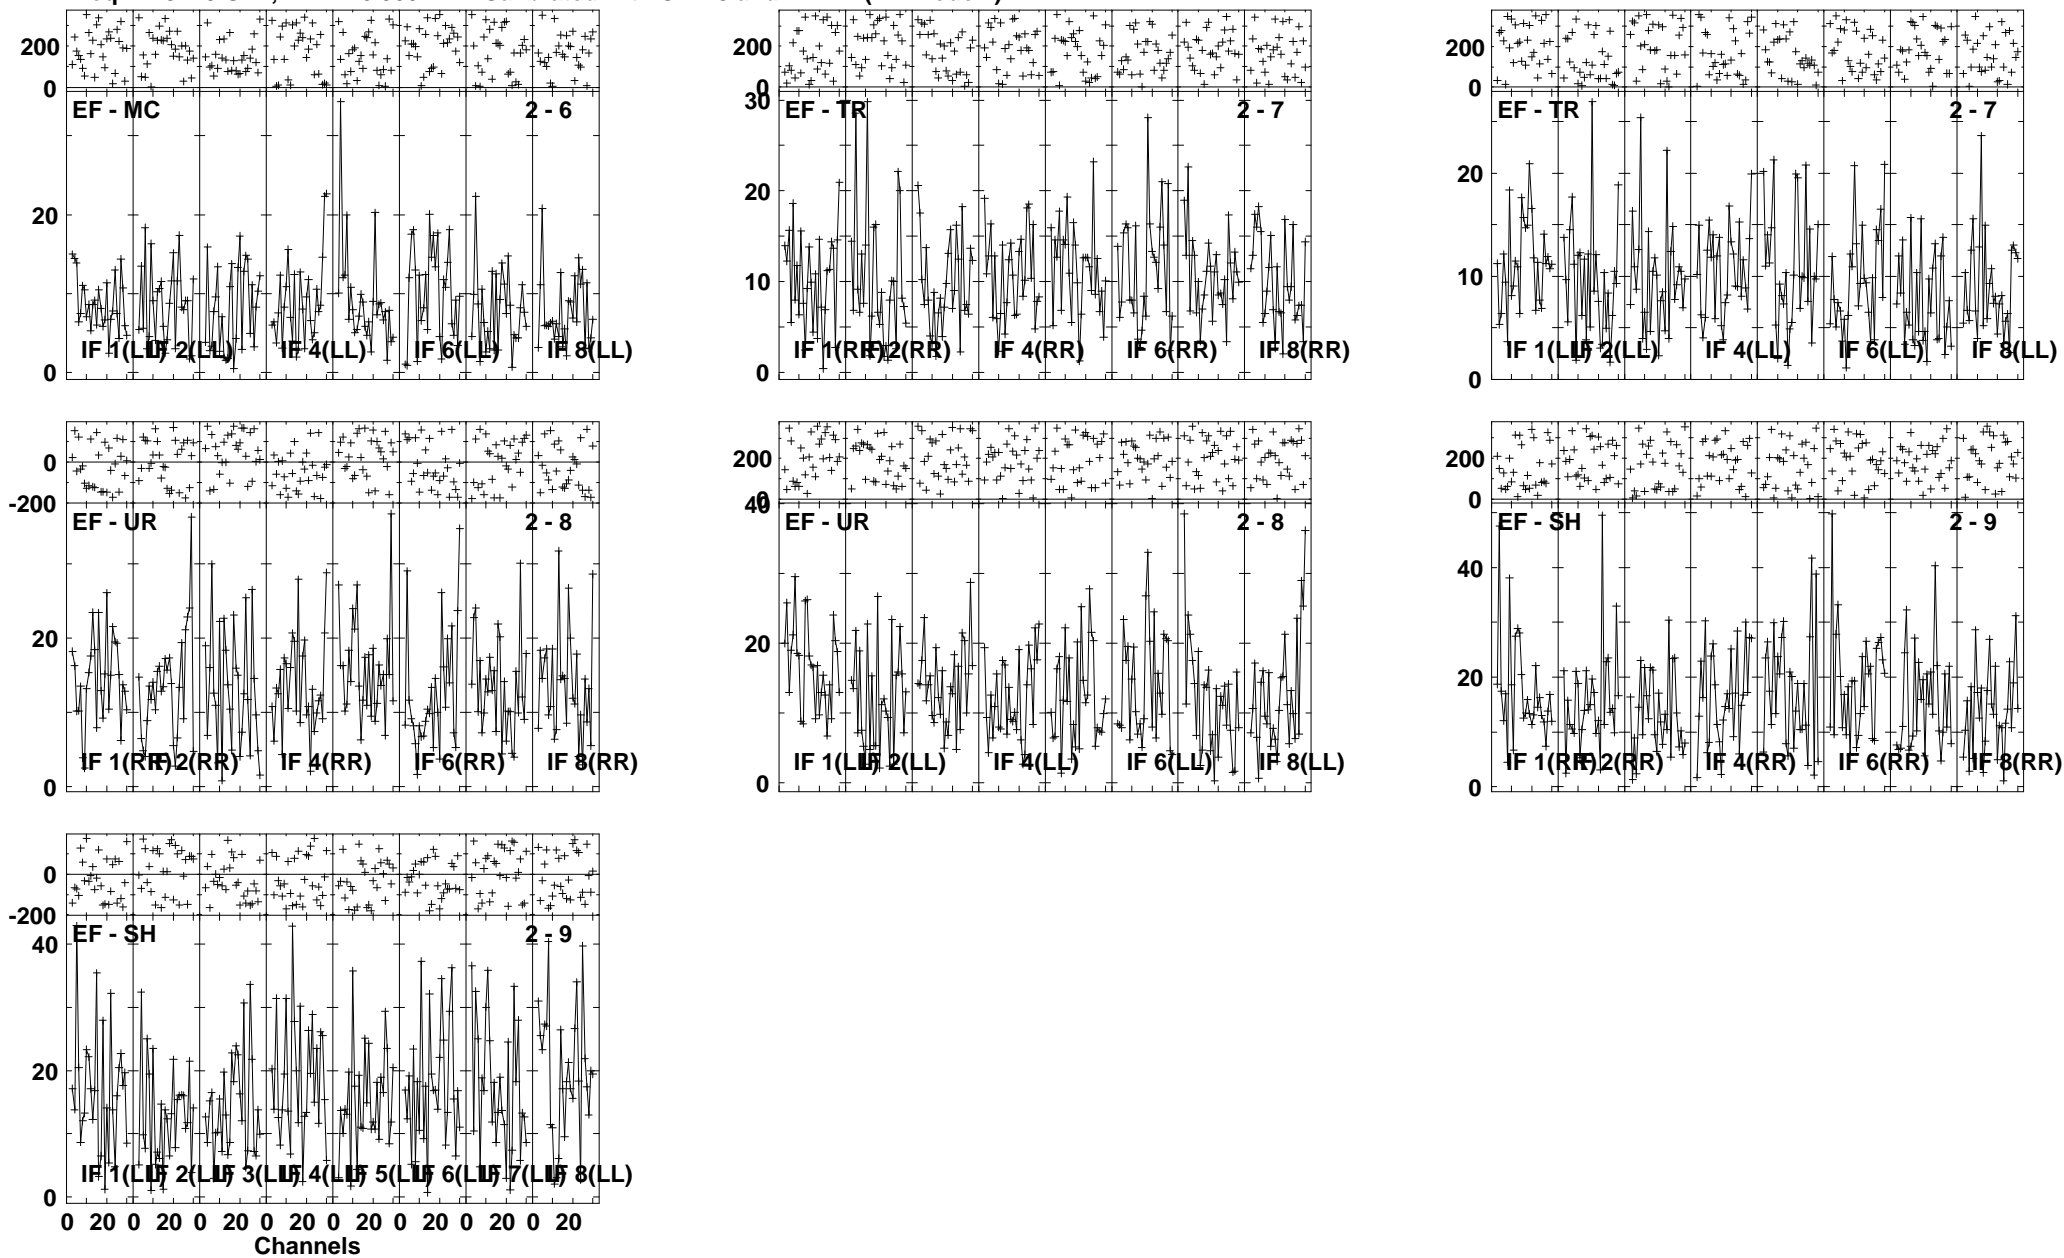 200
0
EF - MC
2 - 6
20
0
IF 1(LL)
IF 2(LL)
IF 4(LL)
IF 6(LL)
IF 8(LL)
200
0
30
EF - TR
2 - 7
20
10
0
IF 1(RR)
IF 2(RR)
IF 4(RR)
IF 6(RR)
IF 8(RR)
200
0
EF - TR
2 - 7
20
10
0
IF 1(LL)
IF 2(LL)
IF 4(LL)
IF 6(LL)
IF 8(LL)
0
-200
EF - UR
2 - 8
20
0
IF 1(RR)
IF 2(RR)
IF 4(RR)
IF 6(RR)
IF 8(RR)
200
0
40
EF - UR
2 - 8
20
0
IF 1(LL)
IF 2(LL)
IF 4(LL)
IF 6(LL)
IF 8(LL)
200
0
EF - SH
2 - 9
40
20
0
IF 1(RR)
IF 2(RR)
IF 4(RR)
IF 6(RR)
IF 8(RR)
0
-200
EF - SH
2 - 9
40
20
0
IF 1(LL)
IF 2(LL)
IF 3(LL)
IF 4(LL)
IF 5(LL)
IF 6(LL)
IF 7(LL)
IF 8(LL)
0 20 0 20 0 20 0 20 0 20 0 20 0 20 0 20
Channels